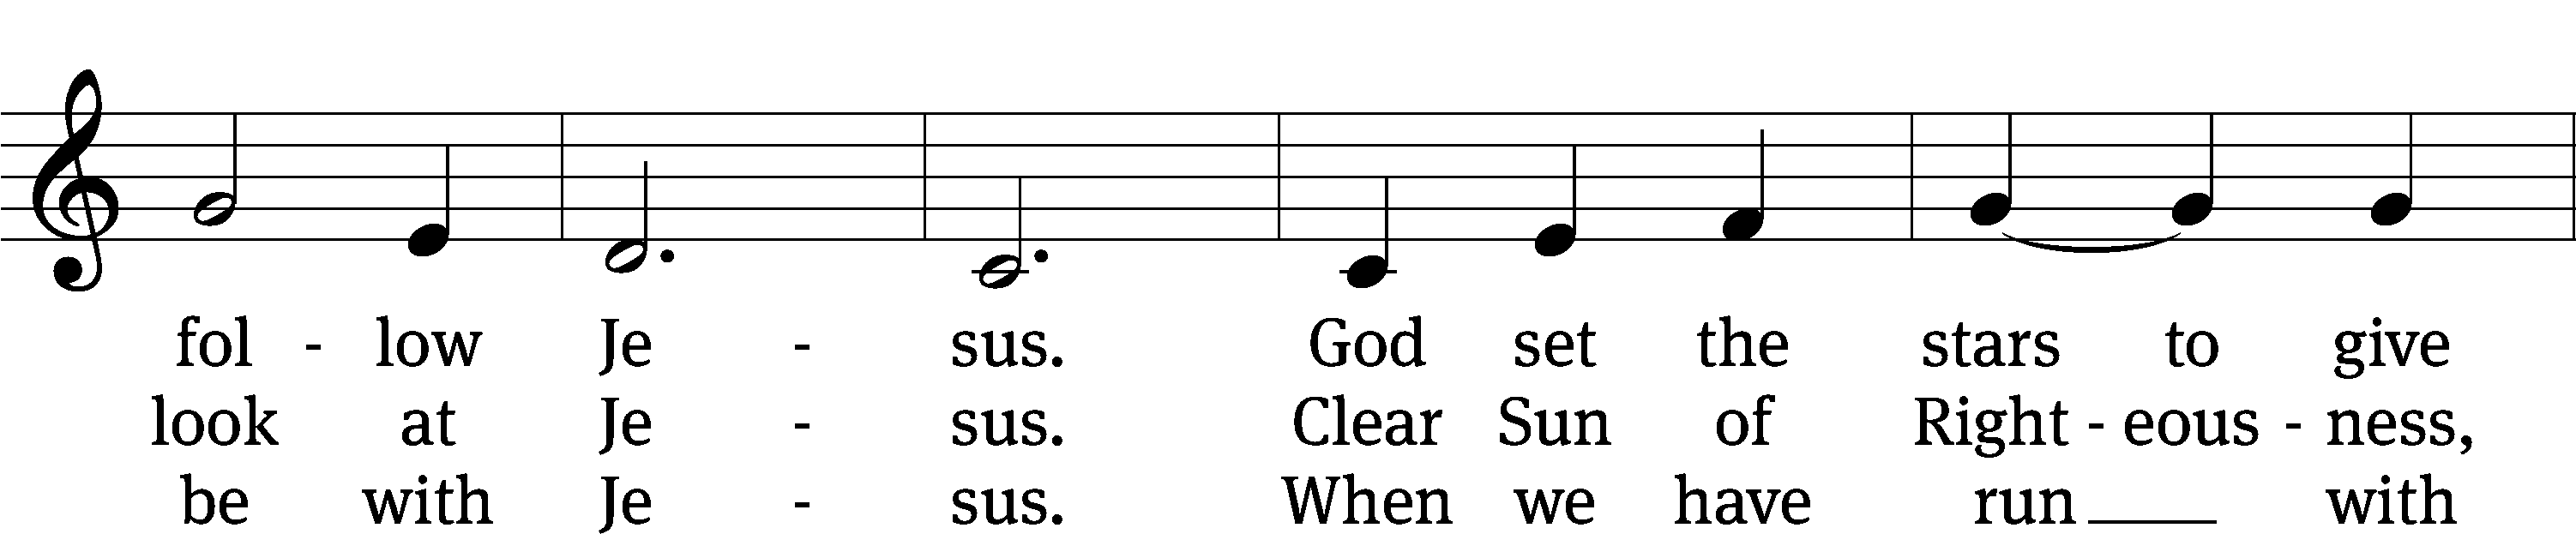 fol - low Je - sus. God set the stars to give
look at Je - sus. Clear Sun of Right - eous - ness,
be with Je - sus. When we have run ___ with